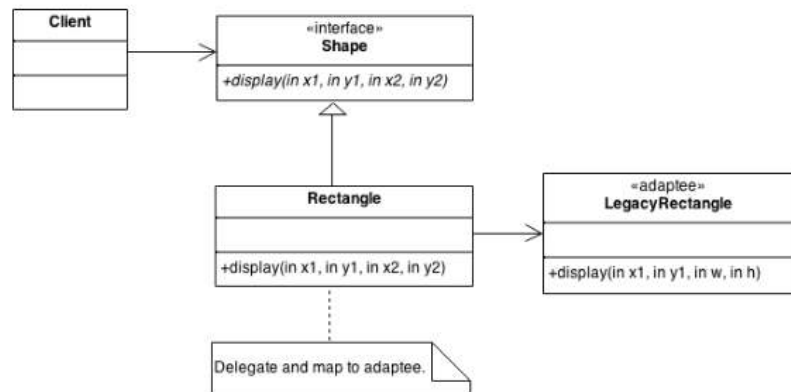 Client
«interface»
Shape
+display(in x1, in y1, in x2, in y2)
Rectangle
+display(in x1, in y1, in x2, in y2)
«adaptee»
LegacyRectangle
+display(in x1, in y1, in w, in h)
Delegate and map to adaptee.